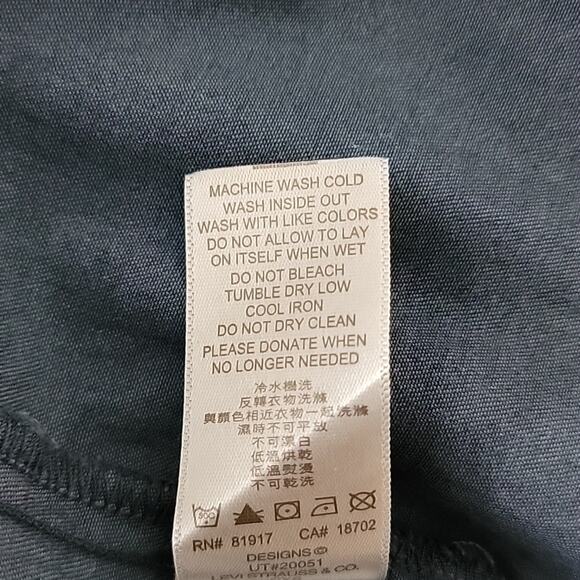 MACHINE WASH COLD
WASH INSIDE OUT
WASH WITH LIKE COLORS
DO NOT ALLOW TO LAY
ON ITSELF WHEN WET
DO NOT BLEACH
TUMBLE DRY LOW
COOL IRON
DO NOT DRY CLEAN
PLEASE DONATE WHEN
NO LONGER NEEDED
冷水機洗
反轉衣物洗滌
與顏色相近衣物一起洗滌
濕時不可平放
不可漂白
低溫烘乾
低溫熨燙
不可乾洗
RN# 81917 CA# 18702
DESIGNS ©
UT#20051
LEVI STRAUSS & CO.